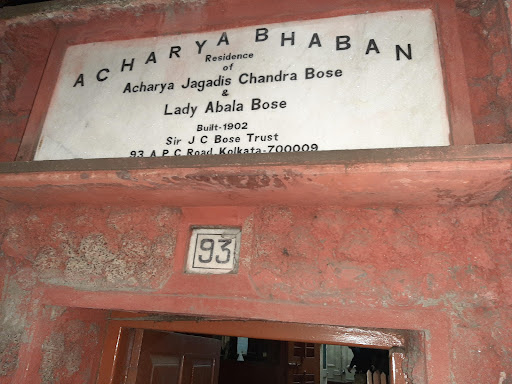 ACHARYA BHABAN
Residence
of
Acharya Jagadis Chandra Bose
&
Lady Abala Bose
Built-1902
Sir J C Bose Trust
93 A P C Road Kolkata-700009
93